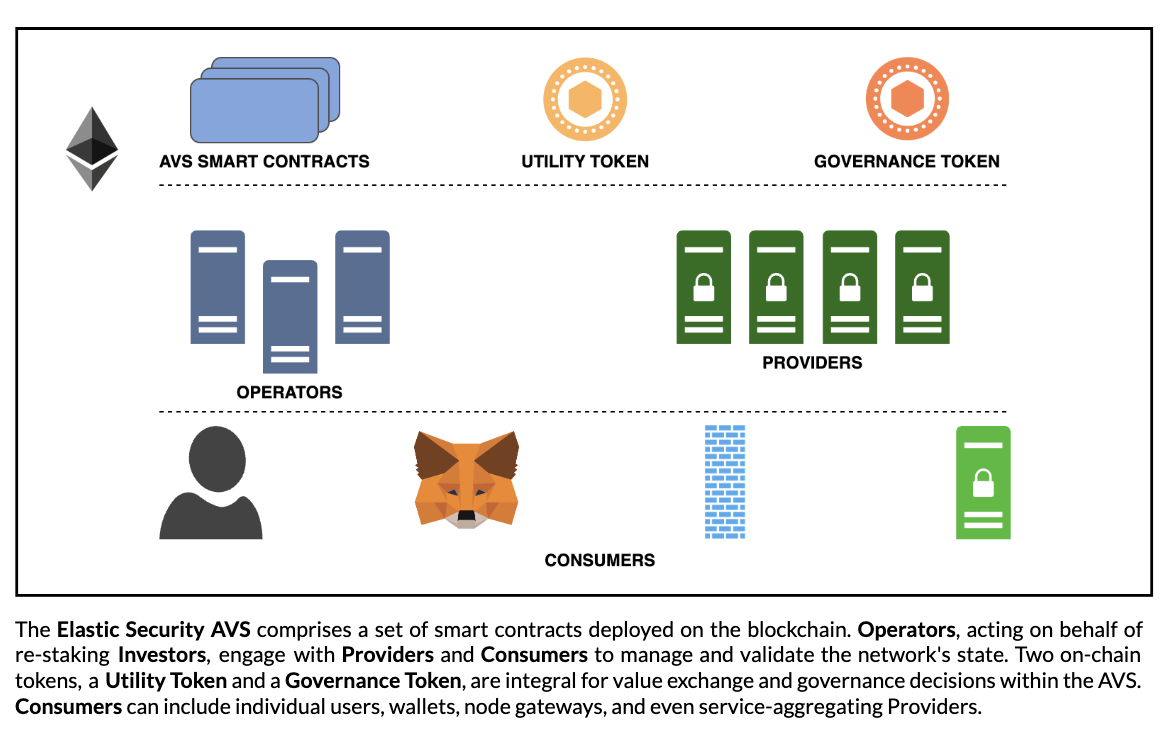 AVS SMART CONTRACTS
UTILITY TOKEN
GOVERNANCE TOKEN
OPERATORS
PROVIDERS
CONSUMERS
The Elastic Security AVS comprises a set of smart contracts deployed on the blockchain. Operators, acting on behalf of
re-staking Investors, engage with Providers and Consumers to manage and validate the network's state. Two on-chain
tokens, a Utility Token and a Governance Token, are integral for value exchange and governance decisions within the AVS.
Consumers can include individual users, wallets, node gateways, and even service-aggregating Providers.